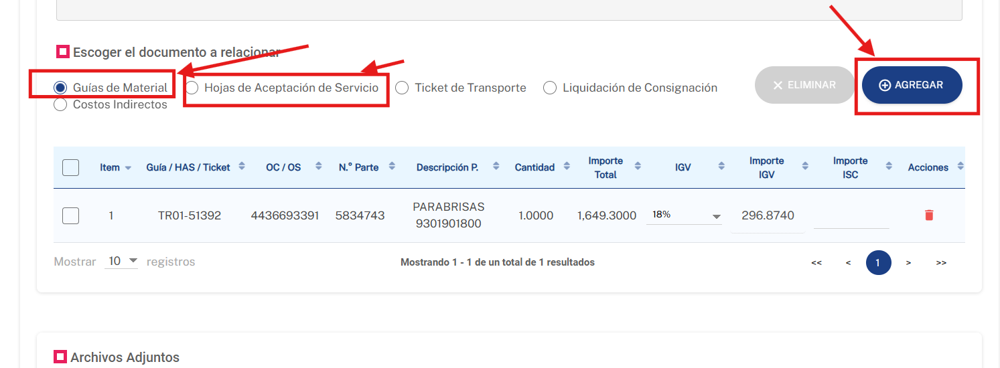 Escoger el documento a relacionar
Guías de Material Hojas de Aceptación de Servicio Ticket de Transporte Liquidación de Consignación
Costos Indirectos
ELIMINAR
AGREGAR
Item Guía / HAS / Ticket OC / OS N.° Parte Descripción P. Cantidad Importe Total IGV Importe IGV Importe ISC Acciones
1 TR01-51392 4436693391 5834743 PARABRISAS 9301901800 1.0000 1,649.3000 18% 296.8740
Mostrar 10 registros
Mostrando 1 - 1 de un total de 1 resultados
<< < 1 > >>
Archivos Adjuntos